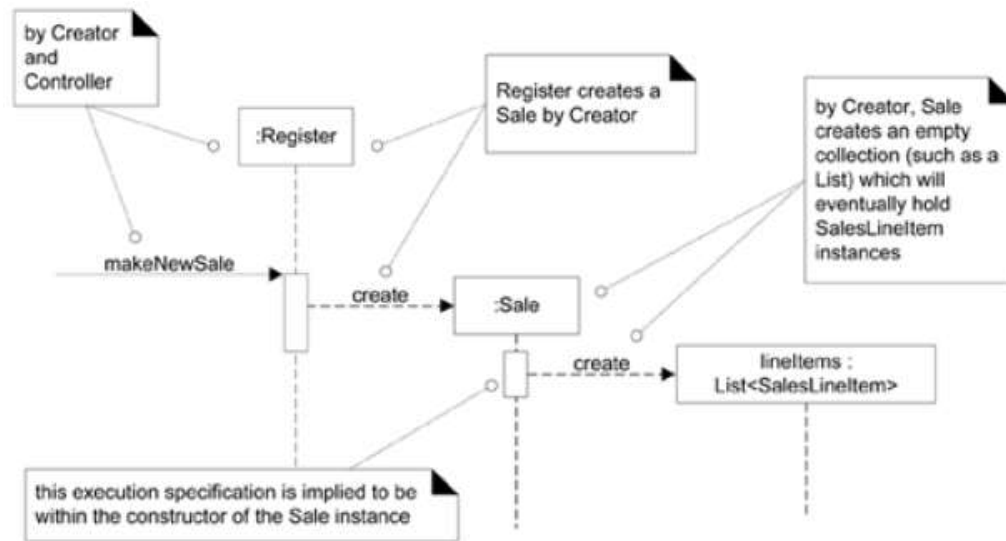 by Creator
and
Controller
:Register
Register creates a
Sale by Creator
by Creator, Sale
creates an empty
collection (such as a
List) which will
eventually hold
SalesLineItem
instances
makeNewSale
create
:Sale
create
lineItems :
List<SalesLineItem>
this execution specification is implied to be
within the constructor of the Sale instance